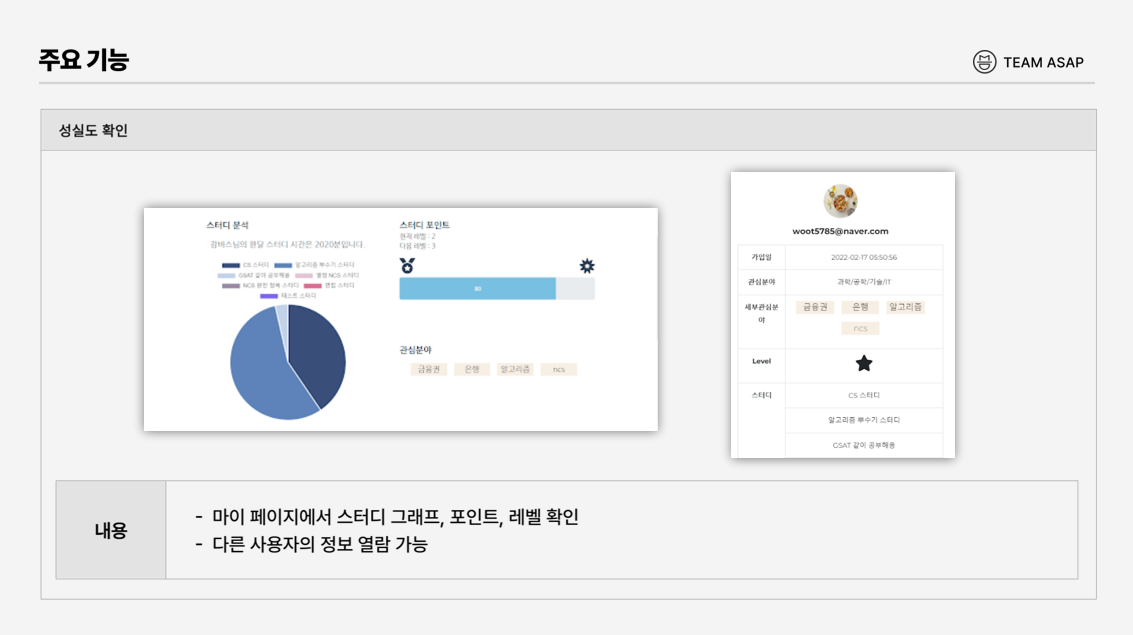 주요 기능
TEAM ASAP
성실도 확인
스터디 분석
감바스님의 한달 스터디 시간은 2020분입니다.
CS 스터디 알고리즘 뿌수기 스터디
GSAT 같이 공부해용 열정 NCS 스터디
NCS 완전 정복 스터디 면접 스터디
테스트 스터디
스터디 포인트
현재 레벨 : 2
다음 레벨 : 3
80
관심분야
금융권 은행 알고리즘 ncs
woot5785@naver.com
가입일 2022-02-17 05:50:56
관심분야 과학/공학/기술/IT
세부관심분야 금융권 은행 알고리즘
ncs
Level
스터디 CS 스터디
알고리즘 뿌수기 스터디
GSAT 같이 공부해용
내용
- 마이 페이지에서 스터디 그래프, 포인트, 레벨 확인
- 다른 사용자의 정보 열람 가능